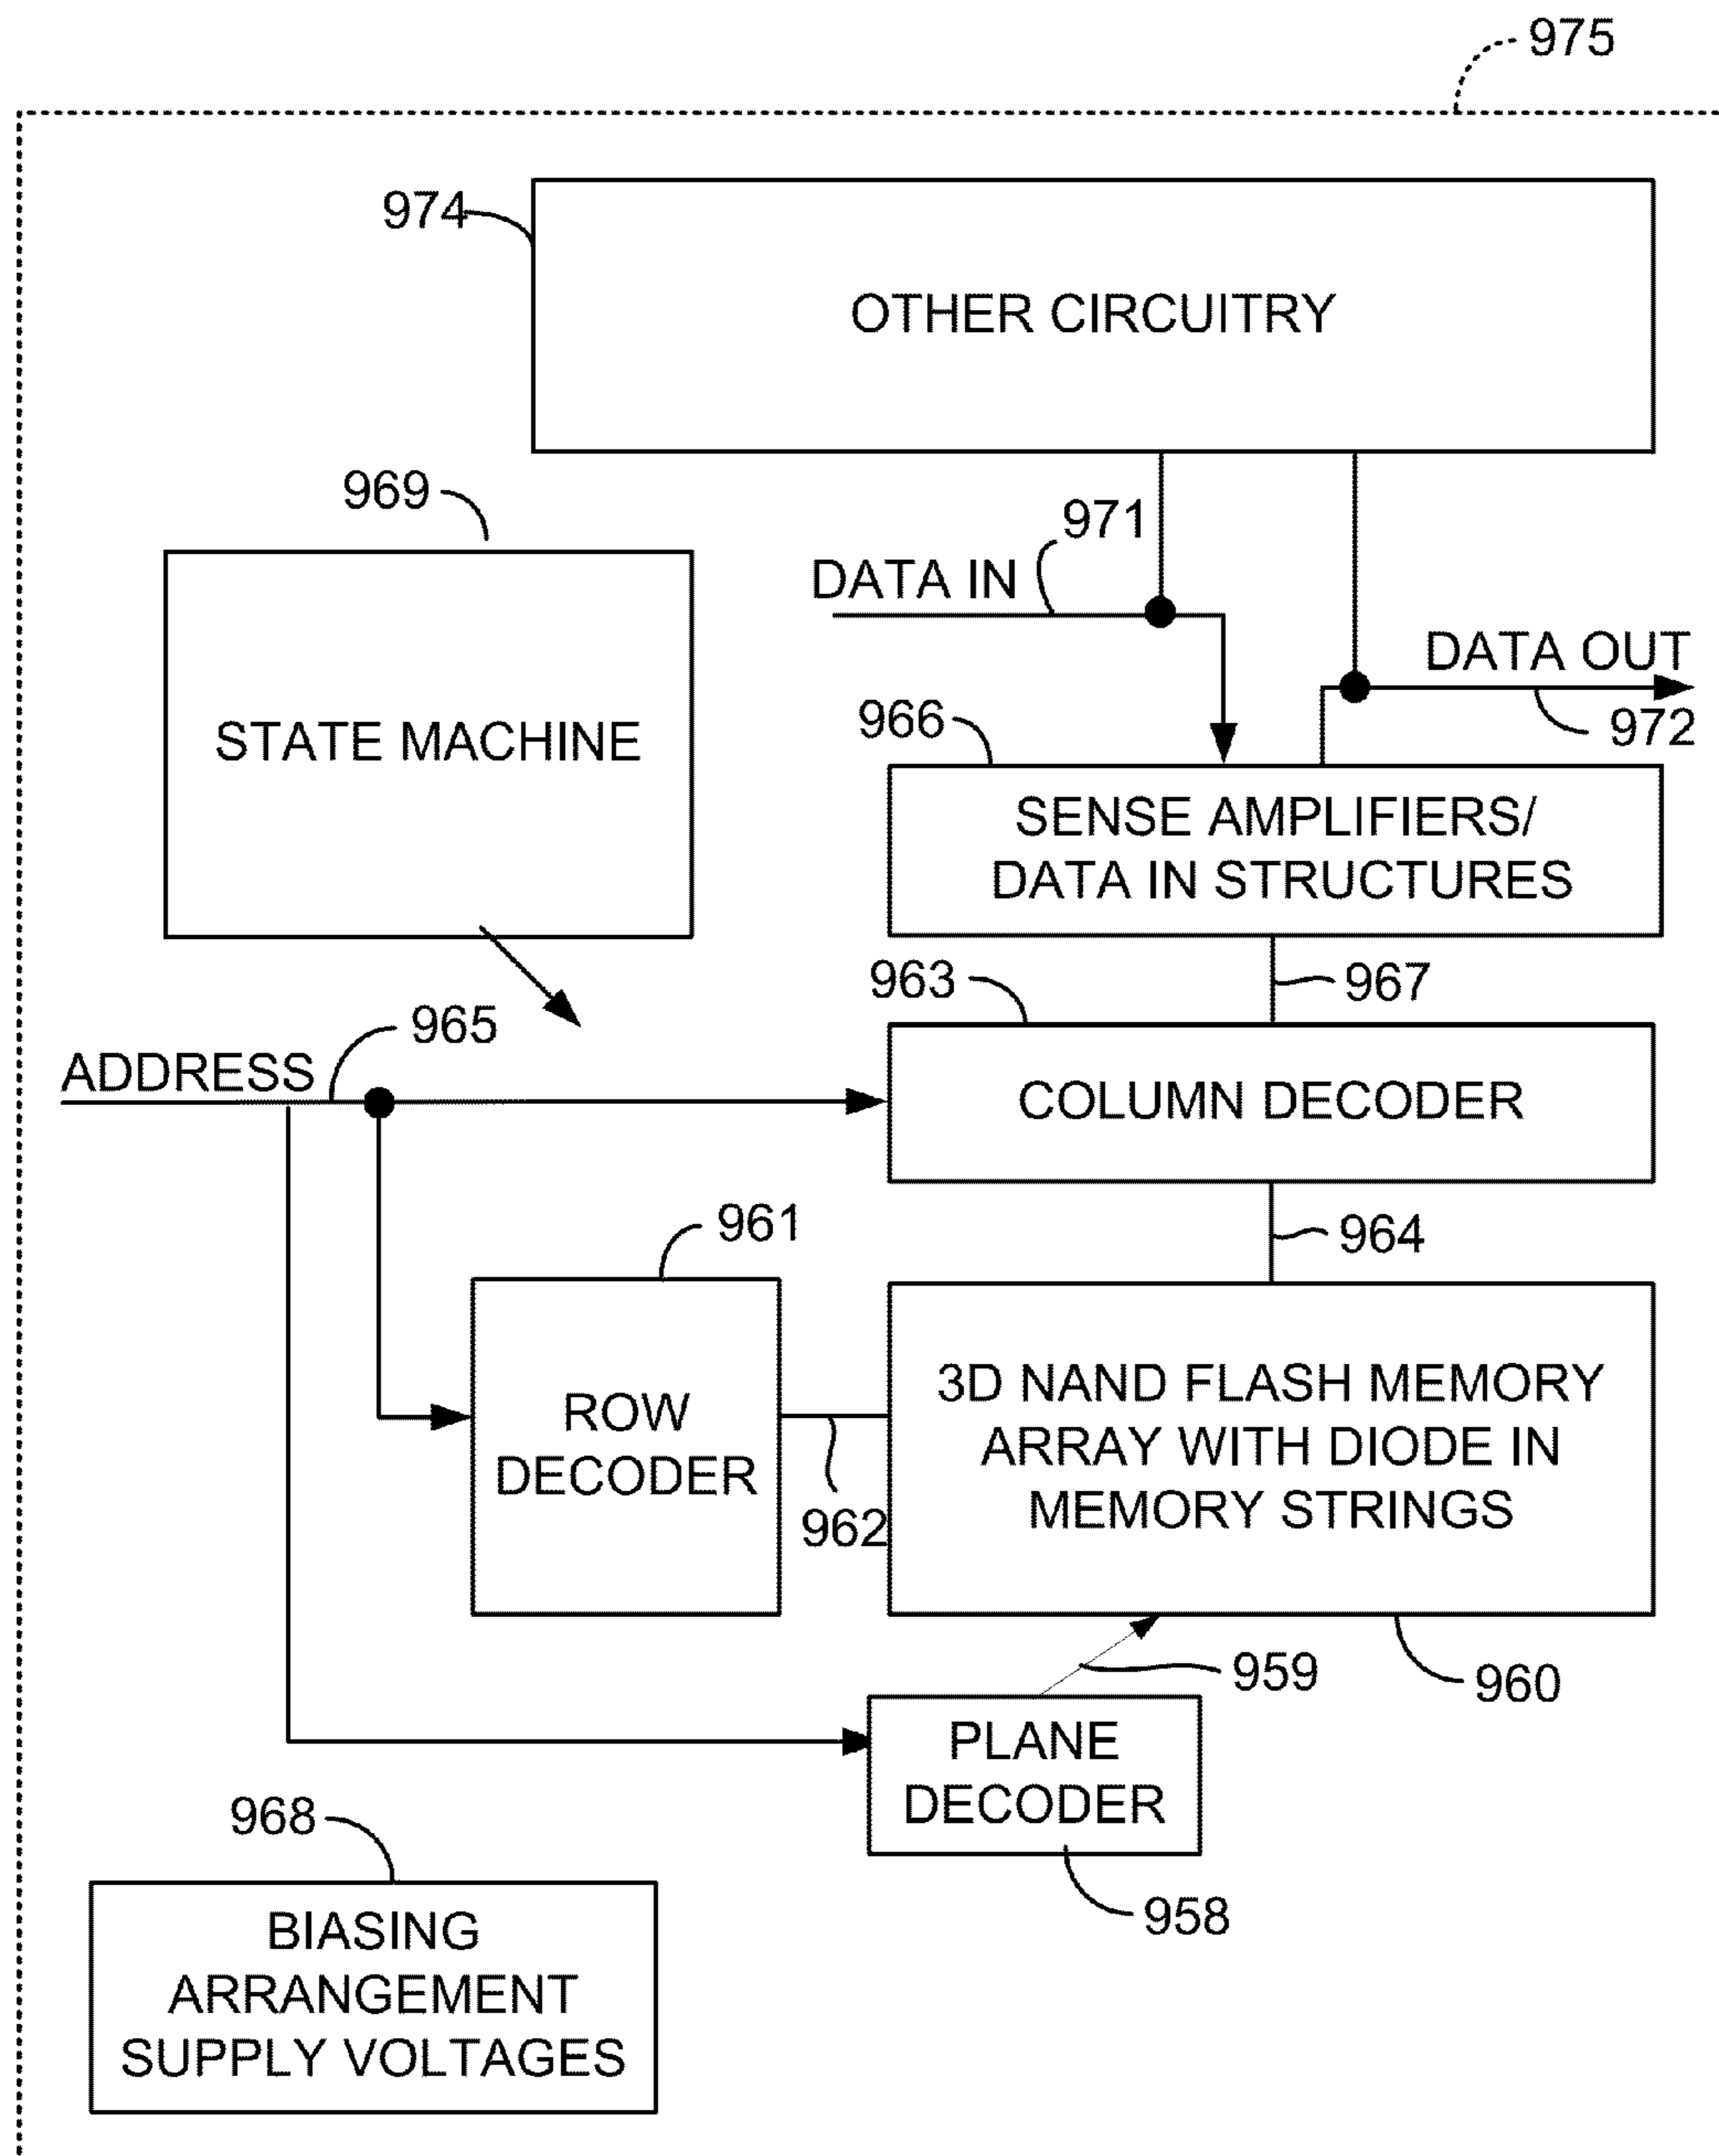 975
974
OTHER CIRCUITRY
969
971
DATA IN
DATA OUT
972
STATE MACHINE
966
SENSE AMPLIFIERS/
DATA IN STRUCTURES
963
967
965
ADDRESS
COLUMN DECODER
961
964
ROW
DECODER
962
3D NAND FLASH MEMORY
ARRAY WITH DIODE IN
MEMORY STRINGS
959
960
PLANE
DECODER
958
968
BIASING
ARRANGEMENT
SUPPLY VOLTAGES